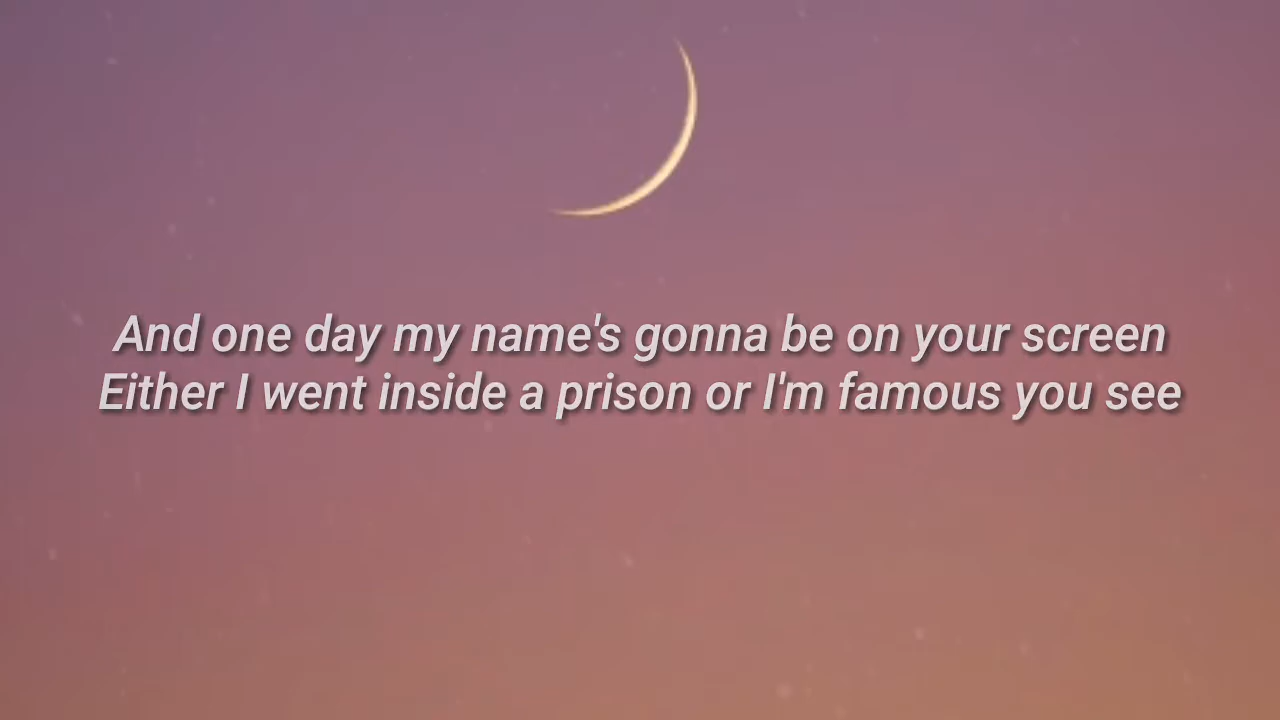 And one day my name's gonna be on your screen
Either I went inside a prison or I'm famous you see